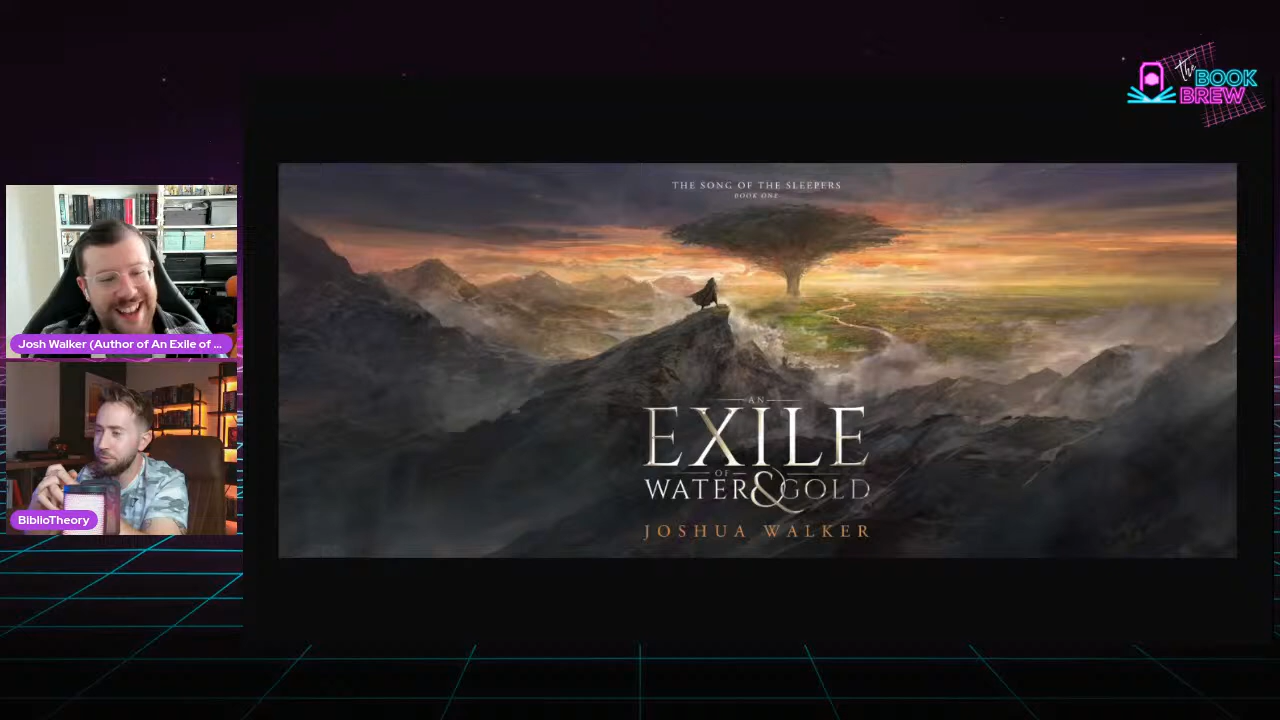 the
BOOK
BREW
THE SONG OF THE SLEEPERS
BOOK ONE
AN
EXILE
OF
WATER & GOLD
JOSHUA WALKER
Josh Walker (Author of An Exile of ...
BiblioTheory